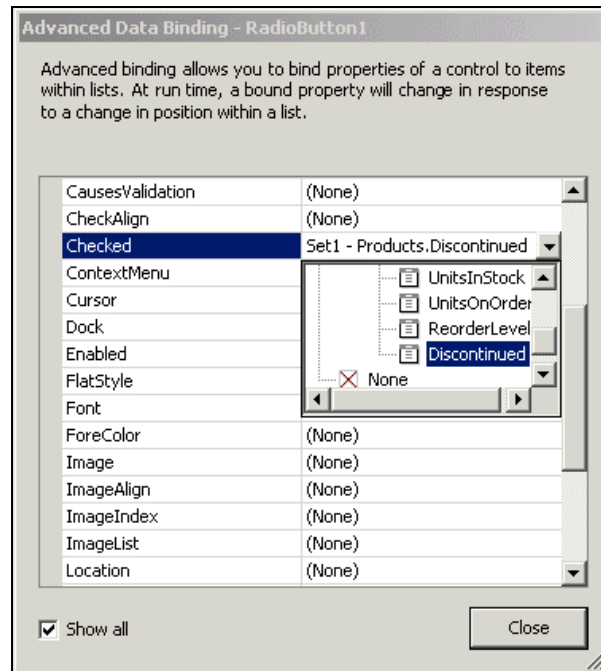 Advanced Data Binding - RadioButton1
Advanced binding allows you to bind properties of a control to items
within lists. At run time, a bound property will change in response
to a change in position within a list.
CausesValidation (None)
CheckAlign (None)
Checked Set1 - Products.Discontinued
ContextMenu UnitsInStock
Cursor UnitsOnOrder
Dock ReorderLevel
Enabled Discontinued
FlatStyle None
Font
ForeColor (None)
Image (None)
ImageAlign (None)
ImageIndex (None)
ImageList (None)
Location (None)
Show all Close